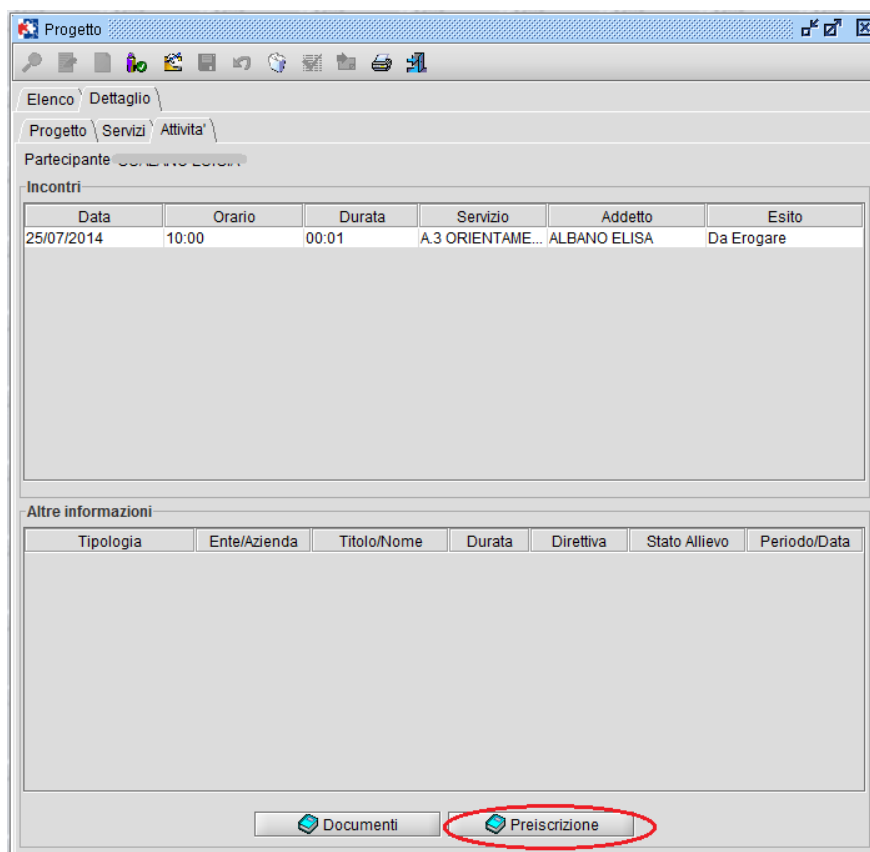 Progetto
Elenco Dettaglio
Progetto Servizi Attivita'
Partecipante
Incontri
Data Orario Durata Servizio Addetto Esito
25/07/2014 10:00 00:01 A.3 ORIENTAME... ALBANO ELISA Da Erogare
Altre informazioni
Tipologia Ente/Azienda Titolo/Nome Durata Direttiva Stato Allievo Periodo/Data
Documenti Preiscrizione